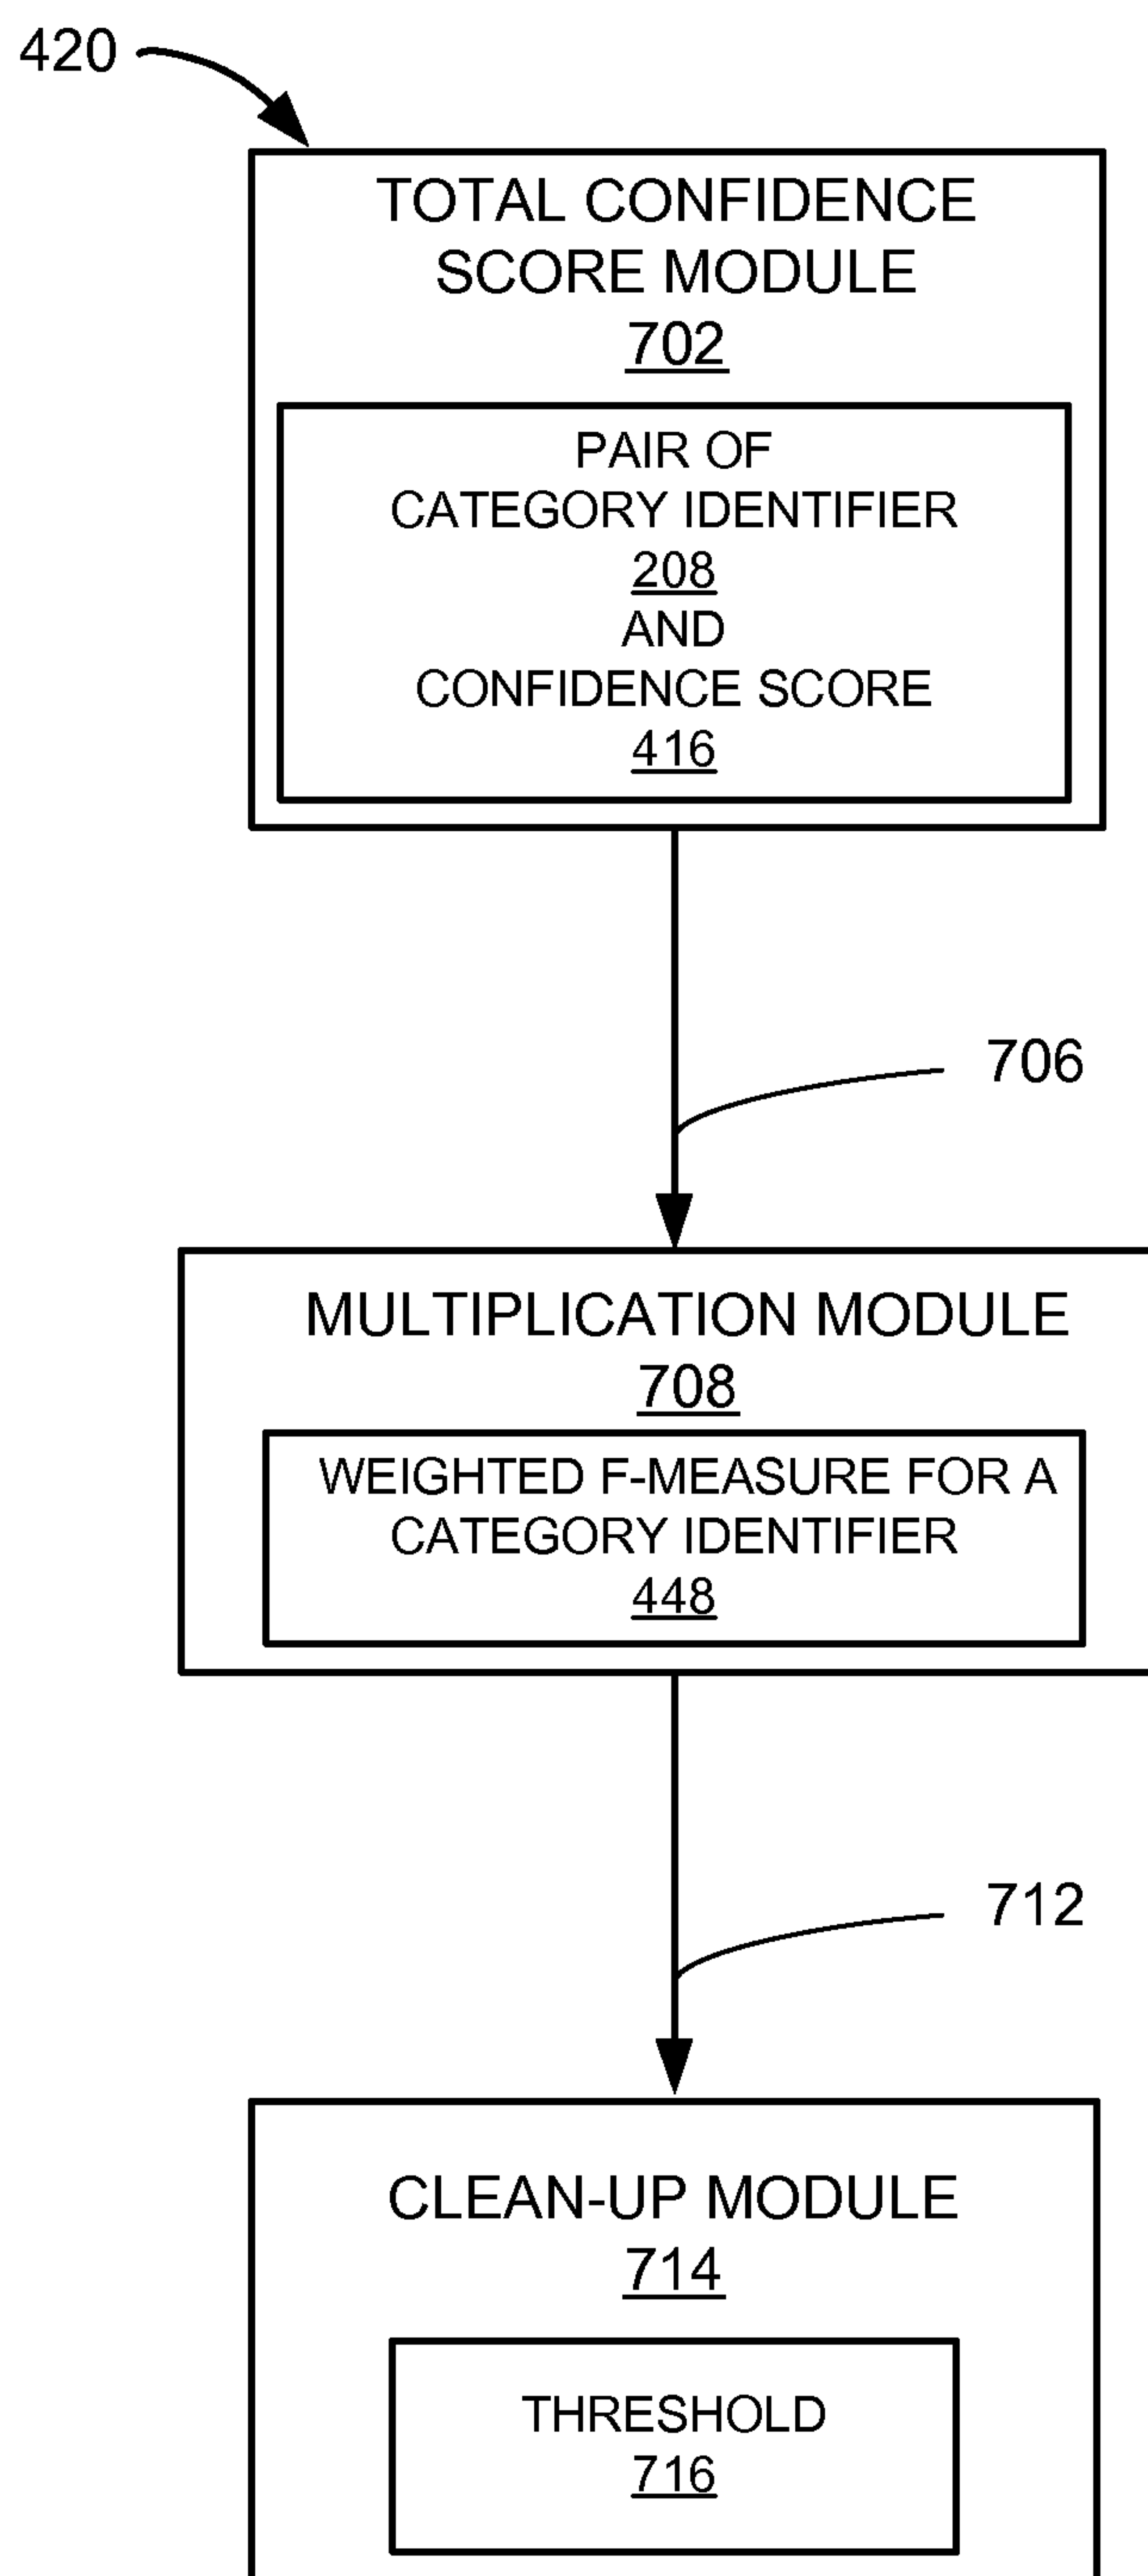 420
TOTAL CONFIDENCE
SCORE MODULE
702
PAIR OF
CATEGORY IDENTIFIER
208
AND
CONFIDENCE SCORE
416
706
MULTIPLICATION MODULE
708
WEIGHTED F-MEASURE FOR A
CATEGORY IDENTIFIER
448
712
CLEAN-UP MODULE
714
THRESHOLD
716